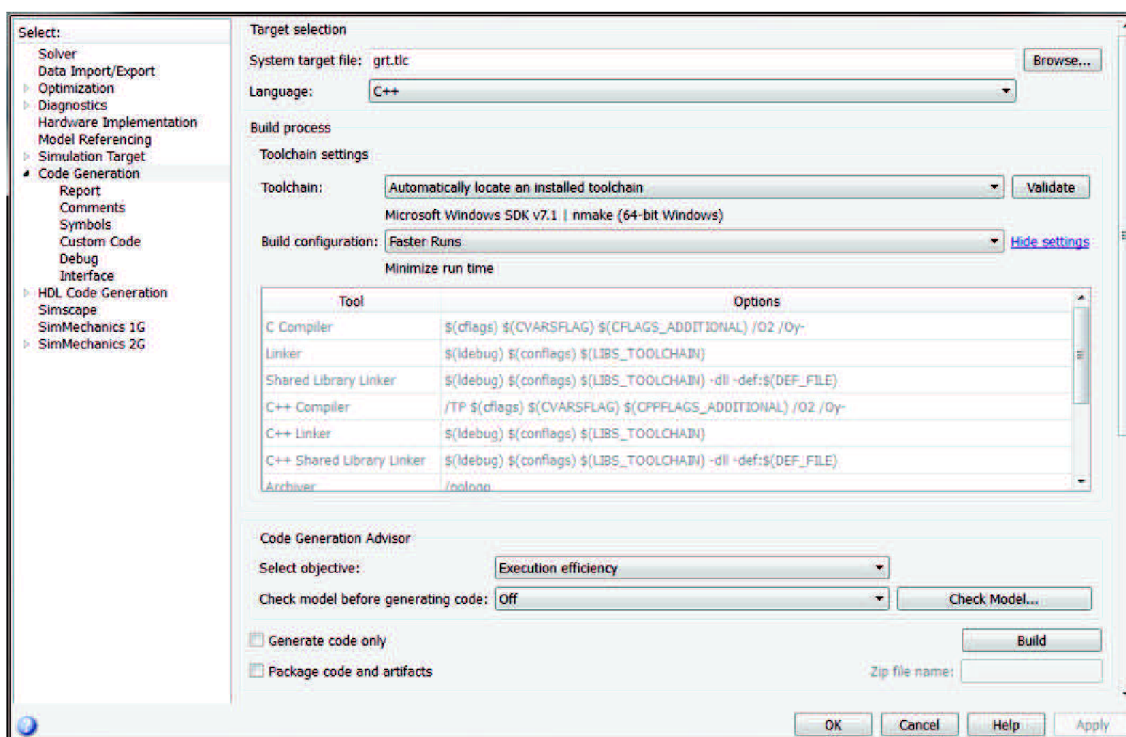 Select:
Solver
Data Import/Export
Optimization
Diagnostics
Hardware Implementation
Model Referencing
Simulation Target
Code Generation
Report
Comments
Symbols
Custom Code
Debug
Interface
HDL Code Generation
Simscape
SimMechanics 1G
SimMechanics 2G
Target selection
System target file: grt.tlc Browse...
Language: C++
Build process
Toolchain settings
Toolchain: Automatically locate an installed toolchain Validate
Microsoft Windows SDK v7.1 | nmake (64-bit Windows)
Build configuration: Faster Runs Hide settings
Minimize run time
Tool Options
C Compiler $(cflags) $(CVARSFLAG) $(CFLAGS_ADDITIONAL) /O2 /Oy-
Linker $(ldebug) $(conflags) $(LIBS_TOOLCHAIN)
Shared Library Linker $(ldebug) $(conflags) $(LIBS_TOOLCHAIN) -dll -def:$(DEF_FILE)
C++ Compiler /TP $(cflags) $(CVARSFLAG) $(CPPFLAGS_ADDITIONAL) /O2 /Oy-
C++ Linker $(ldebug) $(conflags) $(LIBS_TOOLCHAIN)
C++ Shared Library Linker $(ldebug) $(conflags) $(LIBS_TOOLCHAIN) -dll -def:$(DEF_FILE)
Archiver /nologo
Code Generation Advisor
Select objective: Execution efficiency
Check model before generating code: Off Check Model...
Generate code only Build
Package code and artifacts Zip file name:
OK Cancel Help Apply